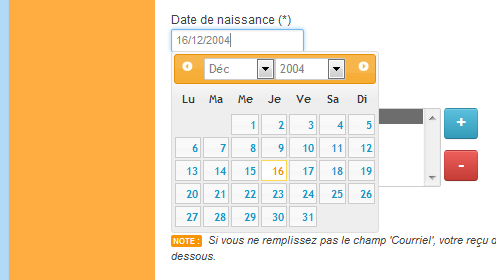 Date de naissance (*)
16/12/2004
Déc 2004
Lu Ma Me Je Ve Sa Di
1 2 3 4 5
6 7 8 9 10 11 12
13 14 15 16 17 18 19
20 21 22 23 24 25 26
27 28 29 30 31
+
-
NOTE : Si vous ne remplissez pas le champ 'Courriel', votre reçu d
dessous.